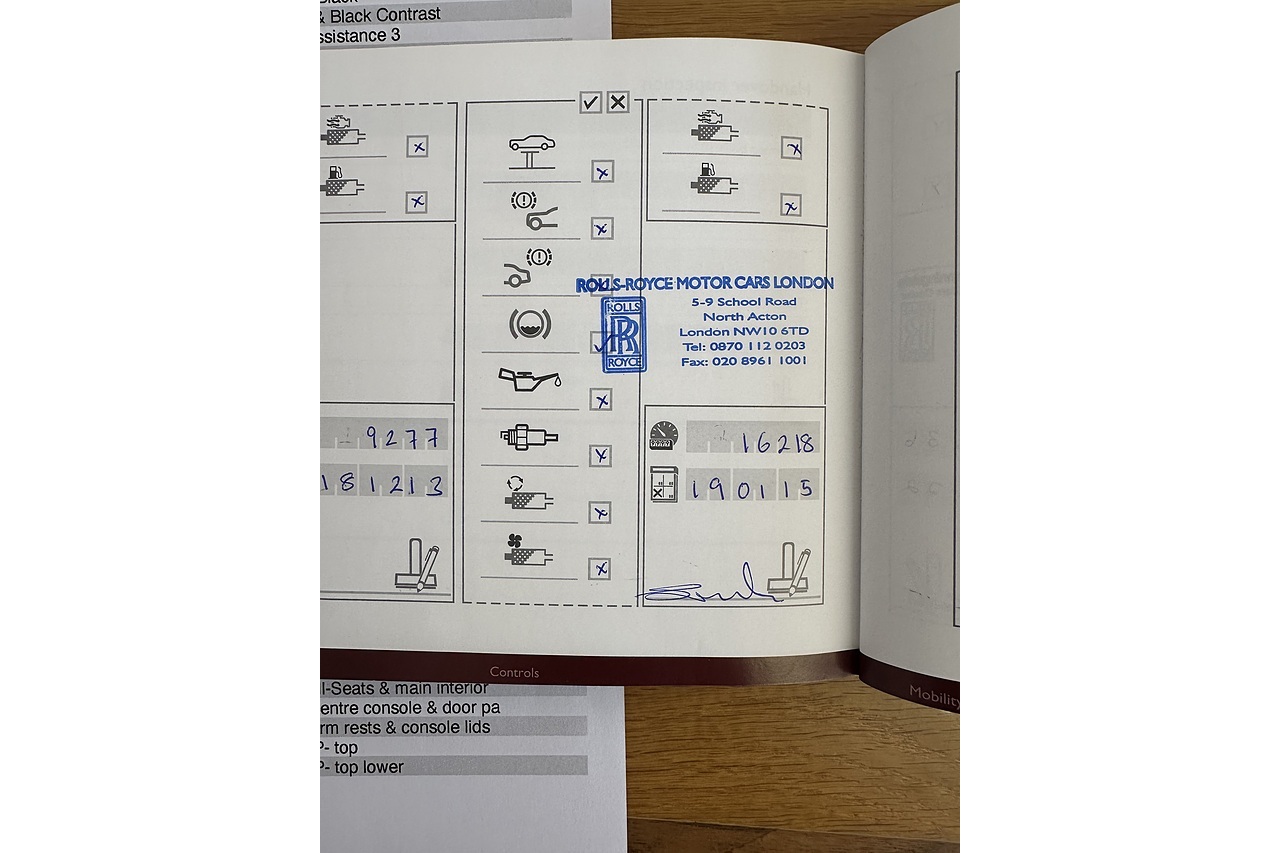 & Black Contrast
ssistance 3
ROLLS-ROYCE MOTOR CARS LONDON
5-9 School Road
North Acton
London NW10 6TD
Tel: 0870 112 0203
Fax: 020 8961 1001
ROLLS
RR
ROYCE
9277
181213
16218
190115
Controls
Mobility
l-Seats & main interior
entre console & door pa
rm rests & console lids
P- top
P- top lower